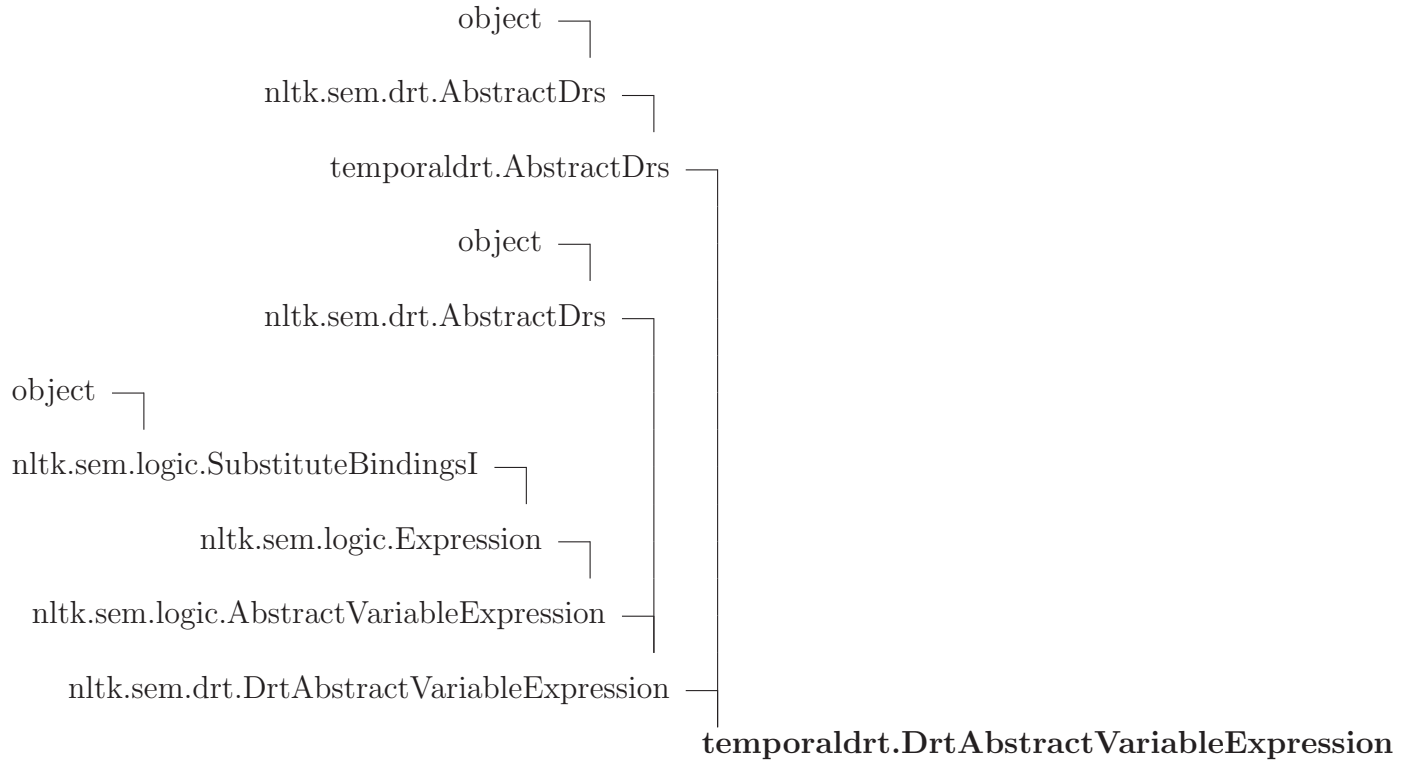 object
nltk.sem.drt.AbstractDrs
temporaldrt.AbstractDrs
object
nltk.sem.drt.AbstractDrs
object
nltk.sem.logic.SubstituteBindingsI
nltk.sem.logic.Expression
nltk.sem.logic.AbstractVariableExpression
nltk.sem.drt.DrtAbstractVariableExpression
temporaldrt.DrtAbstractVariableExpression